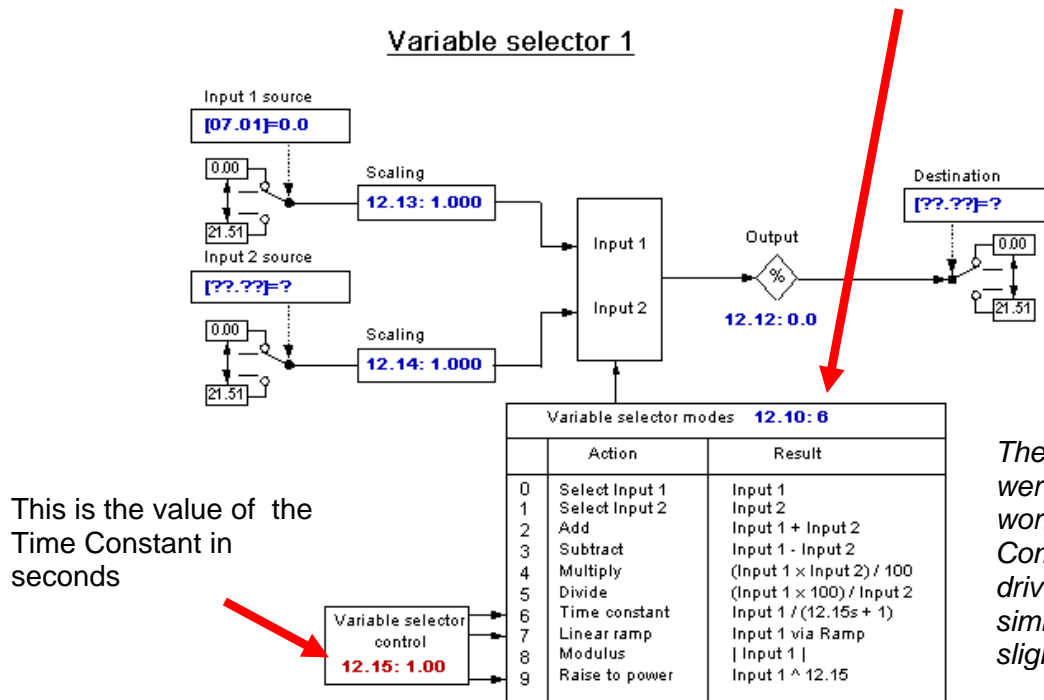 Variable selector 1
Input 1 source
[07.01]=0.0
0.00
21.51
Scaling
12.13: 1.000
Input 2 source
[??.??]=?
0.00
21.51
Scaling
12.14: 1.000
Input 1
Input 2
Output
%
12.12: 0.0
Destination
[??.??]=?
0.00
21.51
Variable selector modes 12.10: 6
Action Result
0 Select Input 1 Input 1
1 Select Input 2 Input 2
2 Add Input 1 + Input 2
3 Subtract Input 1 - Input 2
4 Multiply (Input 1 x Input 2) / 100
5 Divide (Input 1 x 100) / Input 2
6 Time constant Input 1 / (12.15s + 1)
7 Linear ramp Input 1 via Ramp
8 Modulus | Input 1 |
9 Raise to power Input 1 ^ 12.15
Variable selector
control
12.15: 1.00
This is the value of the
Time Constant in
seconds
The
wer
wor
Con
driv
sim
slig